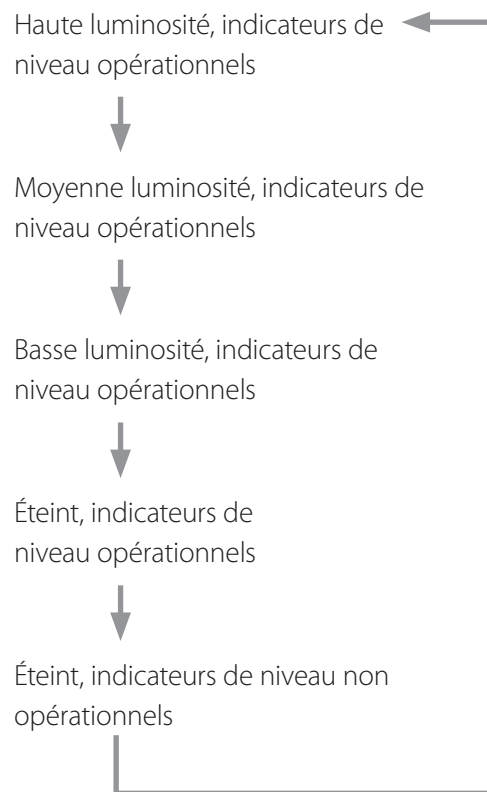 Haute luminosité, indicateurs de
niveau opérationnels
Moyenne luminosité, indicateurs de
niveau opérationnels
Basse luminosité, indicateurs de
niveau opérationnels
Éteint, indicateurs de
niveau opérationnels
Éteint, indicateurs de niveau non
opérationnels